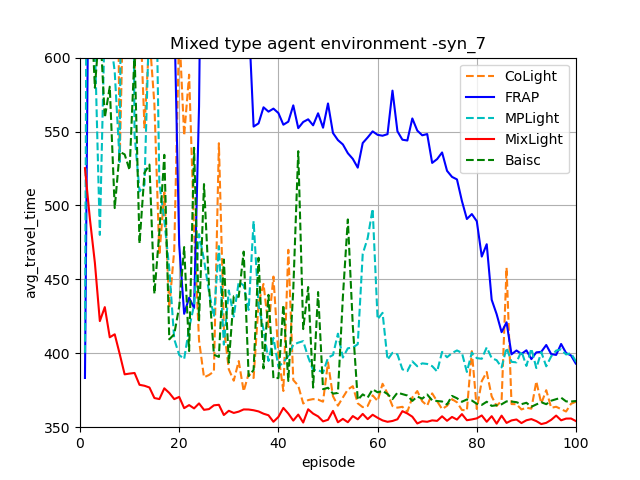 Mixed type agent environment -syn_7
avg_travel_time
600
550
500
450
400
350
0
20
40
60
80
100
episode
CoLight
FRAP
MPLight
MixLight
Baisc